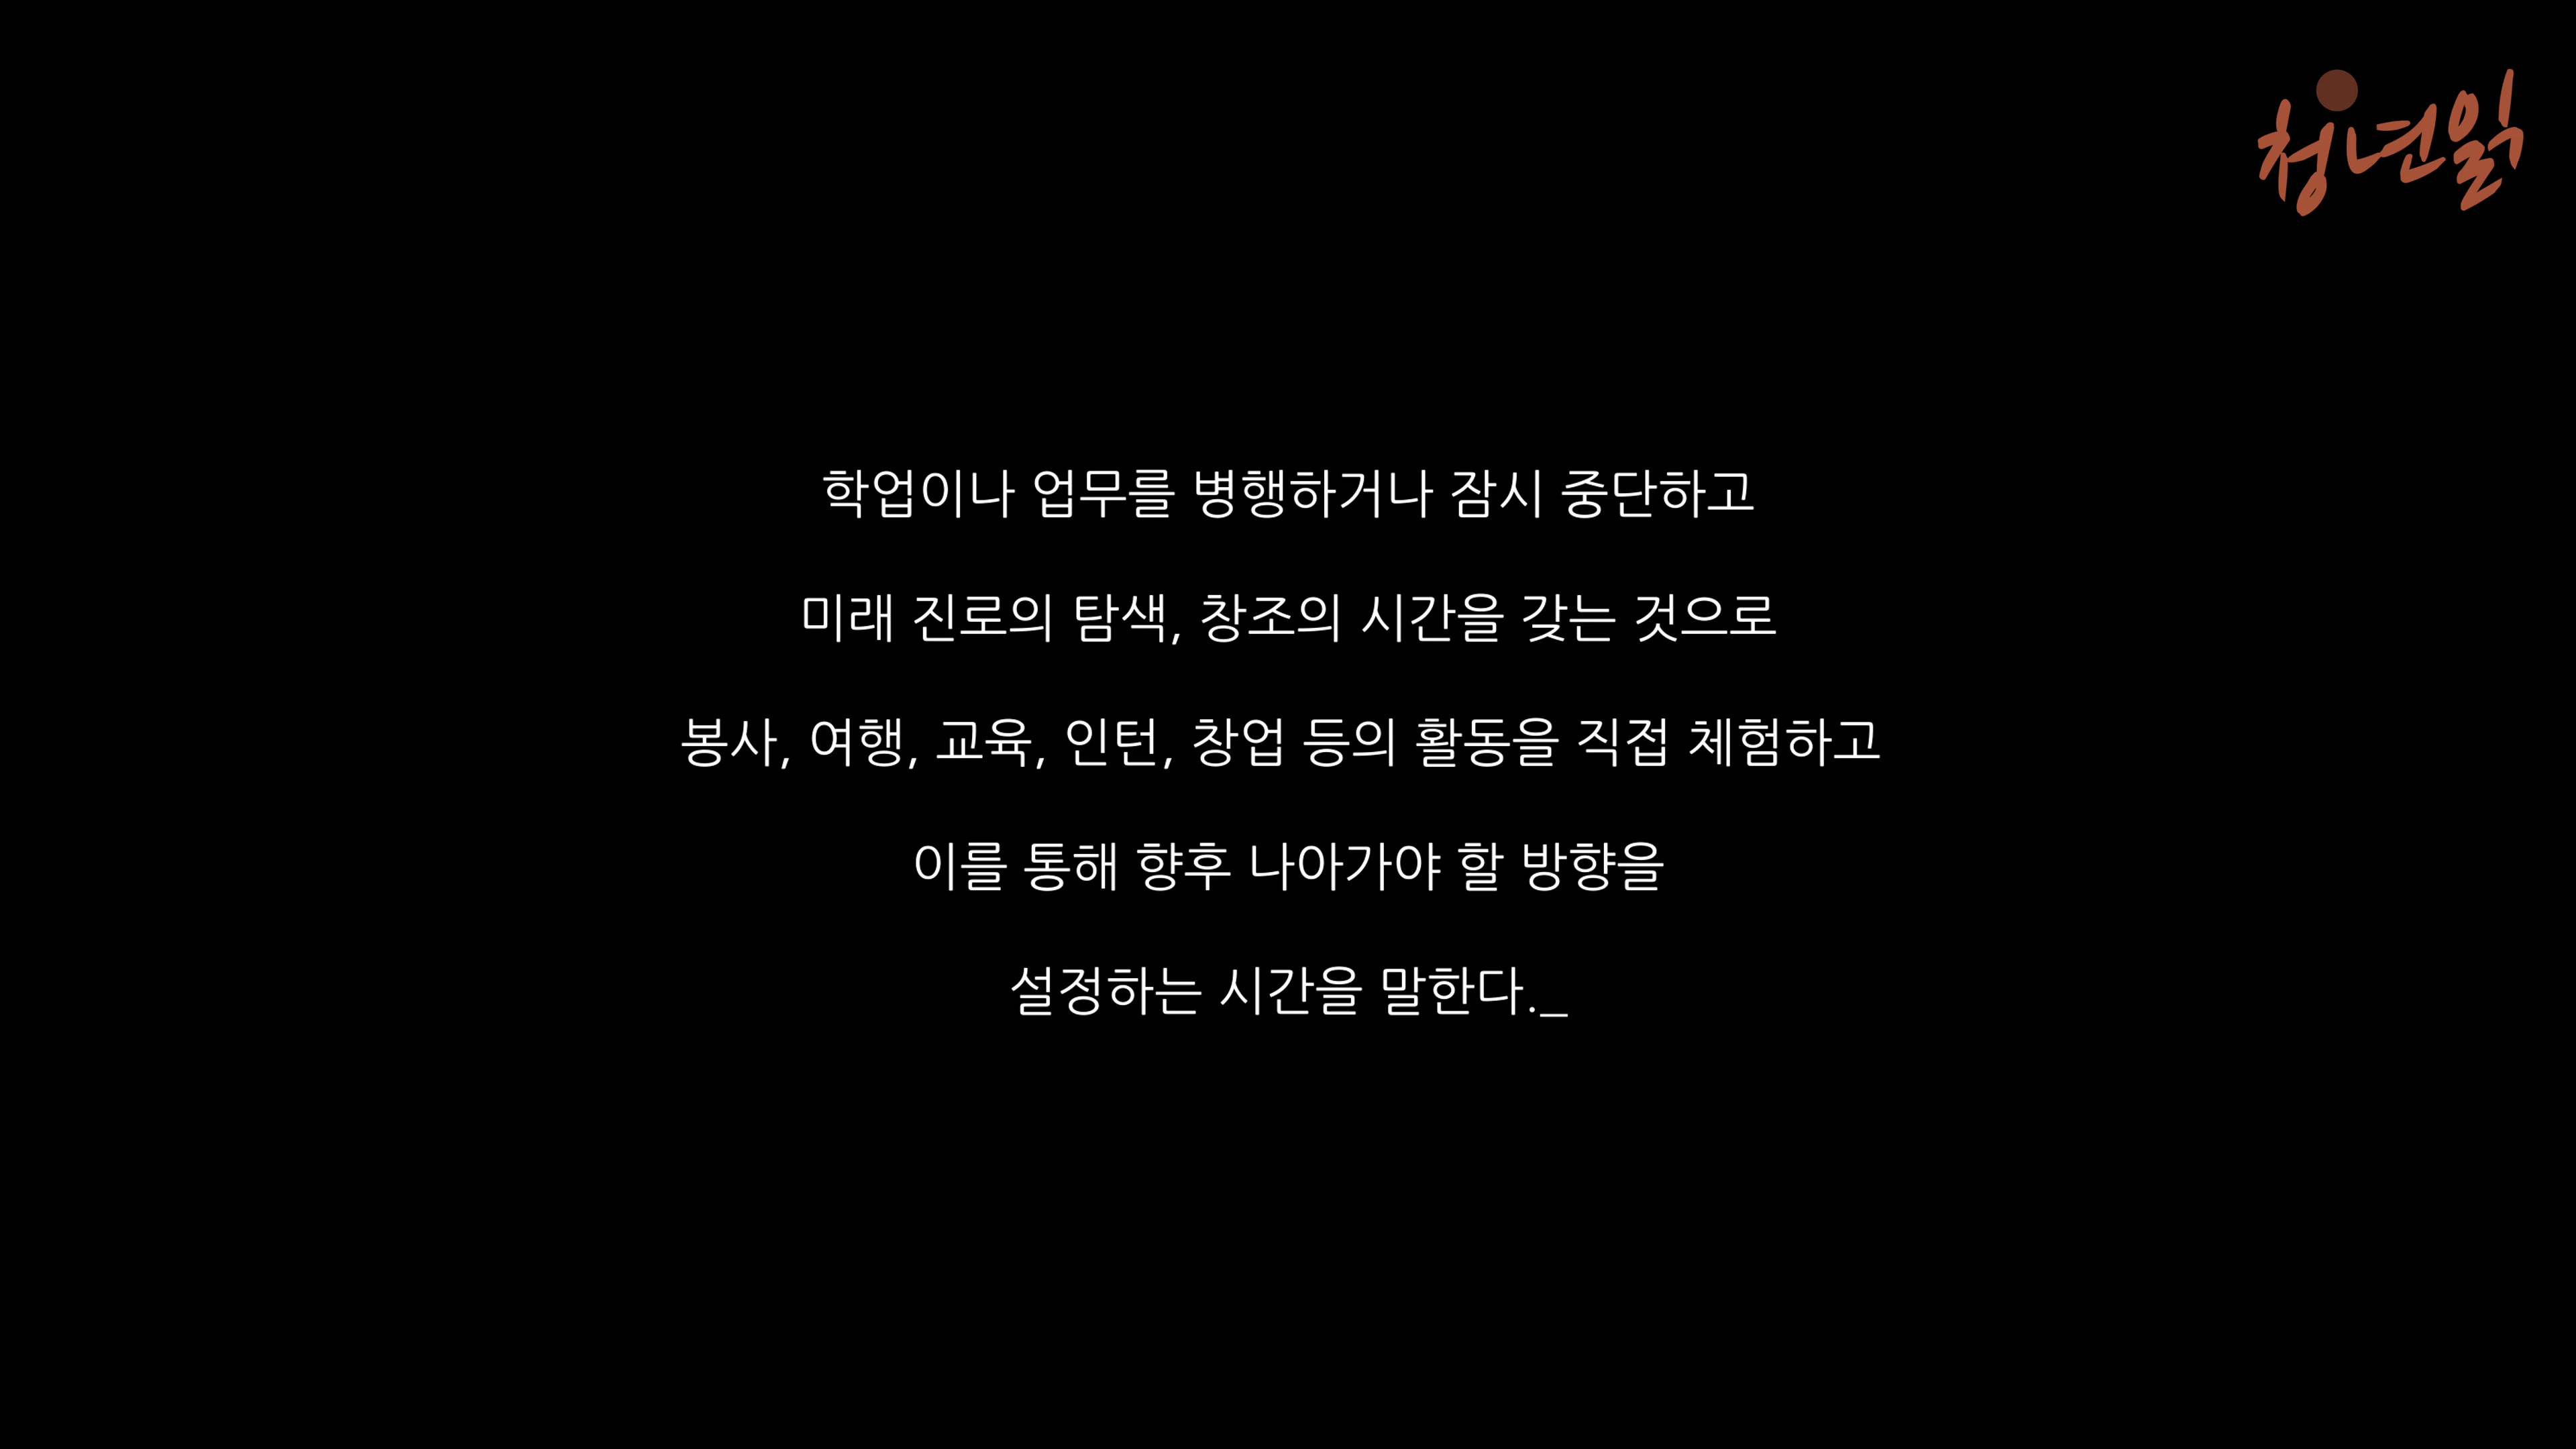 청년읽
학업이나 업무를 병행하거나 잠시 중단하고
미래 진로의 탐색, 창조의 시간을 갖는 것으로
봉사, 여행, 교육, 인턴, 창업 등의 활동을 직접 체험하고
이를 통해 향후 나아가야 할 방향을
설정하는 시간을 말한다._